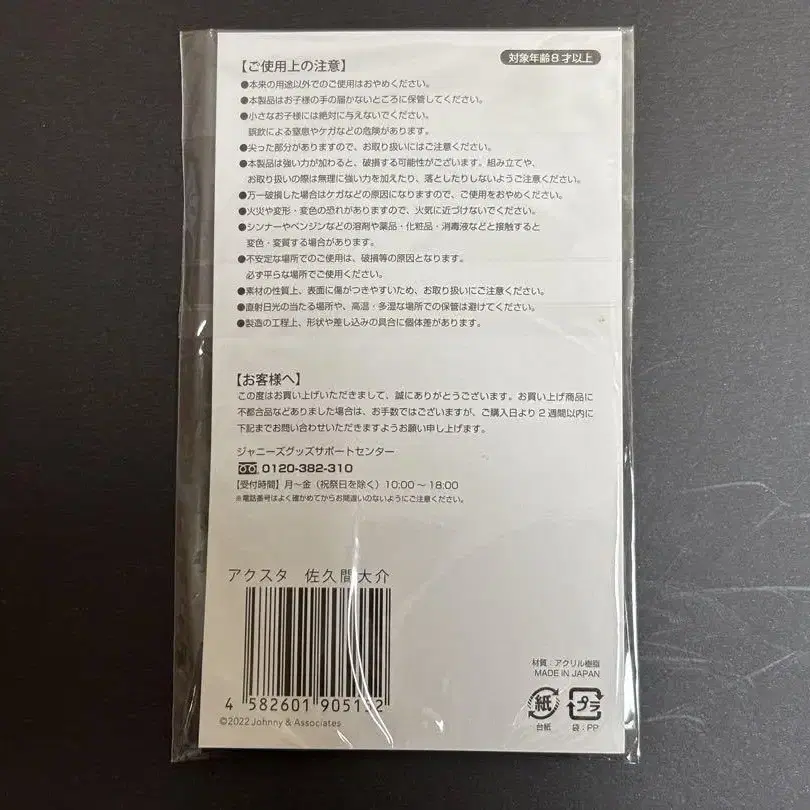 対象年齢8才以上
【ご使用上の注意】
●本来の用途以外でのご使用はおやめください。
●本製品はお子様の手の届かないところに保管してください。
●小さなお子様には絶対に与えないでください。
誤飲による窒息やケガなどの危険があります。
●尖った部分がありますので、お取り扱いにはご注意ください。
●本製品は強い力が加わると、破損する可能性がございます。組み立てや、
お取り扱いの際は無理に強い力を加えたり、落としたりしないようご注意ください。
●万一破損した場合はケガなどの原因になりますので、ご使用をおやめください。
●火災や変形・変色の恐れがありますので、火気に近づけないでください。
●シンナーやベンジンなどの溶剤や薬品・化粧品・消毒液などと接触すると
変色・変質する場合があります。
●不安定な場所でのご使用は、破損等の原因となります。
必ず平らな場所でご使用ください。
●素材の性質上、表面に傷がつきやすいため、お取り扱いにご注意ください。
●直射日光の当たる場所や、高温・多湿な場所での保管は避けてください。
●製造の工程上、形状や差し込みの具合に個体差があります。
【お客様へ】
この度はお買い上げいただきまして、誠にありがとうございます。お買い上げ商品に
不都合品などありました場合は、お手数ではございますが、ご購入日より2週間以内に
下記までお問い合わせいただきますようお願い申し上げます。
ジャニーズグッズサポートセンター
0120-382-310
【受付時間】月〜金（祝祭日を除く）10:00〜18:00
※電話番号はよく確かめてからお間違いのないようにご注意ください。
アクスタ 佐久間大介
4 582601 905152
©2022 Johnny & Associates
材質：アクリル樹脂
MADE IN JAPAN
紙 プラ
台紙 袋：PP